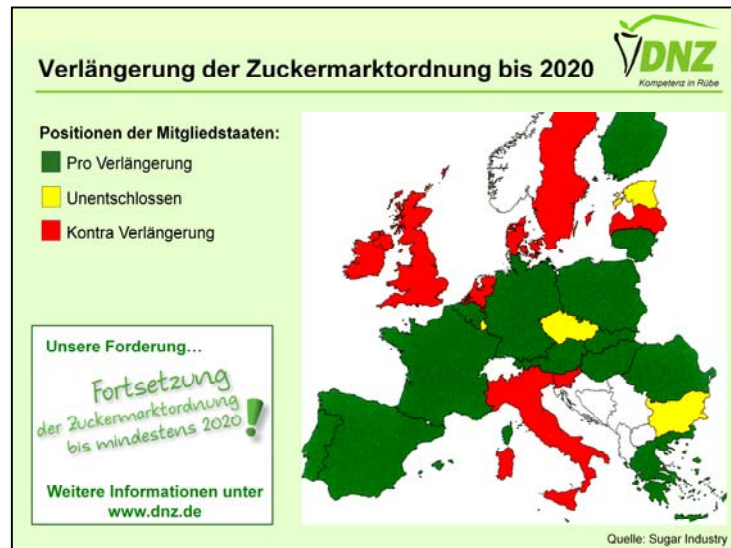 Verlängerung der Zuckermarktordnung bis 2020
DNZ
Kompetenz in Rübe
Positionen der Mitgliedstaaten:
Pro Verlängerung
Unentschlossen
Kontra Verlängerung
Unsere Forderung...
Fortsetzung
der Zuckermarktordnung
bis mindestens 2020!
Weitere Informationen unter
www.dnz.de
Quelle: Sugar Industry